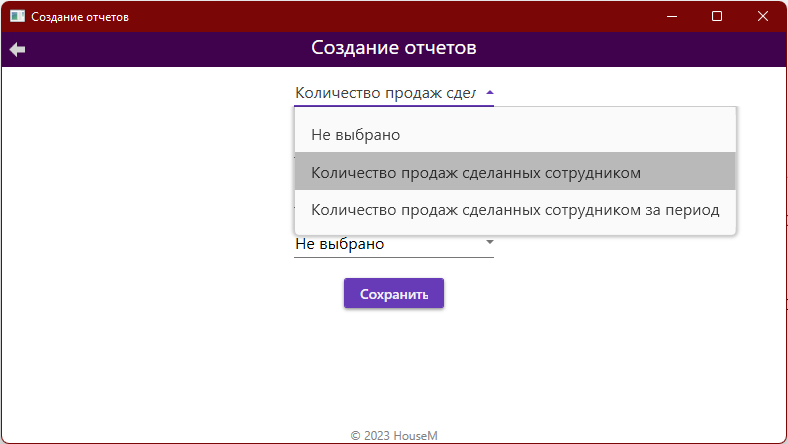 Создание отчетов
Создание отчетов
Количество продаж сдел
Не выбрано
Количество продаж сделанных сотрудником
Количество продаж сделанных сотрудником за период
Не выбрано
Сохранить
© 2023 HouseM